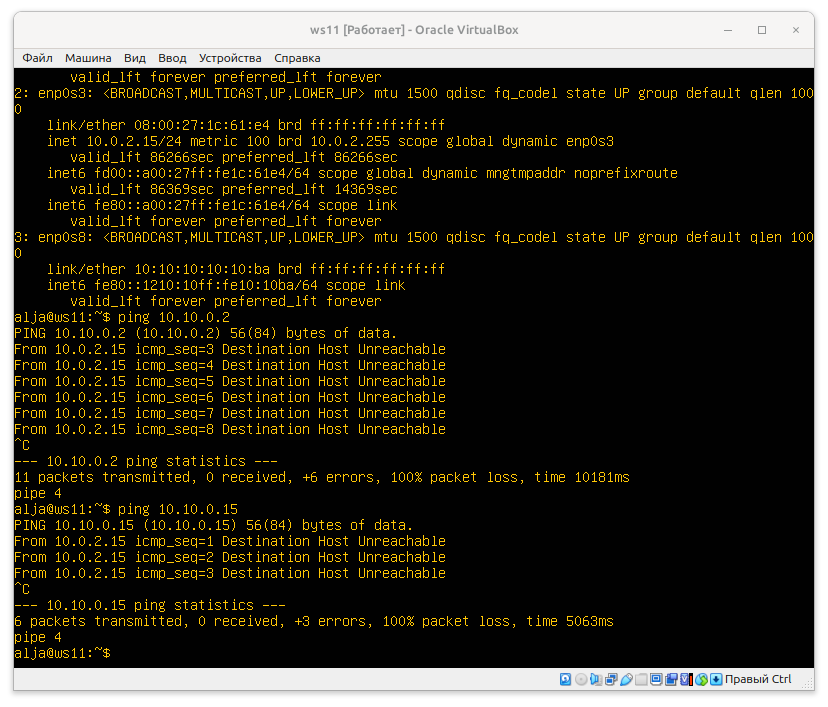 ws11 [Работает] - Oracle VirtualBox
Файл Машина Вид Ввод Устройства Справка
valid_lft forever preferred_lft forever
2: enp0s3: <BROADCAST,MULTICAST,UP,LOWER_UP> mtu 1500 qdisc fq_codel state UP group default qlen 100
0
link/ether 08:00:27:1c:61:e4 brd ff:ff:ff:ff:ff:ff
inet 10.0.2.15/24 metric 100 brd 10.0.2.255 scope global dynamic enp0s3
valid_lft 86266sec preferred_lft 86266sec
inet6 fd00::a00:27ff:fe1c:61e4/64 scope global dynamic mngtmpaddr noprefixroute
valid_lft 86369sec preferred_lft 14369sec
inet6 fe80::a00:27ff:fe1c:61e4/64 scope link
valid_lft forever preferred_lft forever
3: enp0s8: <BROADCAST,MULTICAST,UP,LOWER_UP> mtu 1500 qdisc fq_codel state UP group default qlen 100
0
link/ether 10:10:10:10:10:ba brd ff:ff:ff:ff:ff:ff
inet6 fe80::1210:10ff:fe10:10ba/64 scope link
valid_lft forever preferred_lft forever
alja@ws11:~$ ping 10.10.0.2
PING 10.10.0.2 (10.10.0.2) 56(84) bytes of data.
From 10.0.2.15 icmp_seq=3 Destination Host Unreachable
From 10.0.2.15 icmp_seq=4 Destination Host Unreachable
From 10.0.2.15 icmp_seq=5 Destination Host Unreachable
From 10.0.2.15 icmp_seq=6 Destination Host Unreachable
From 10.0.2.15 icmp_seq=7 Destination Host Unreachable
From 10.0.2.15 icmp_seq=8 Destination Host Unreachable
^C
--- 10.10.0.2 ping statistics ---
11 packets transmitted, 0 received, +6 errors, 100% packet loss, time 10181ms
pipe 4
alja@ws11:~$ ping 10.10.0.15
PING 10.10.0.15 (10.10.0.15) 56(84) bytes of data.
From 10.0.2.15 icmp_seq=1 Destination Host Unreachable
From 10.0.2.15 icmp_seq=2 Destination Host Unreachable
From 10.0.2.15 icmp_seq=3 Destination Host Unreachable
^C
--- 10.10.0.15 ping statistics ---
6 packets transmitted, 0 received, +3 errors, 100% packet loss, time 5063ms
pipe 4
alja@ws11:~$
Правый Ctrl